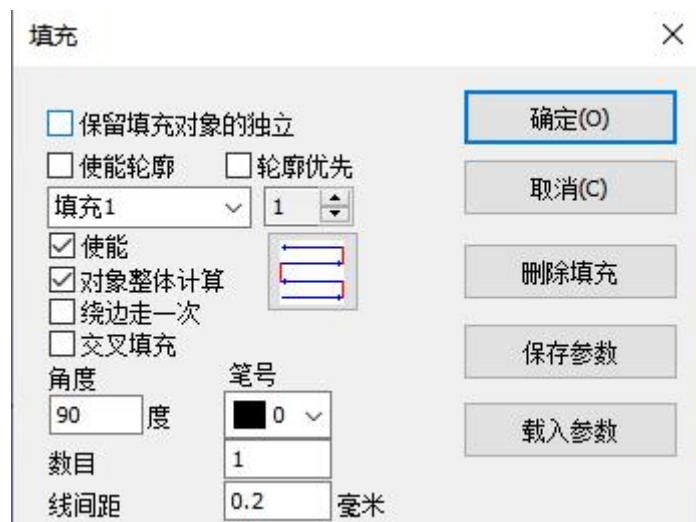 填充
保留填充对象的独立
确定(O)
使能轮廓 轮廓优先
取消(C)
填充1 1
使能
对象整体计算
删除填充
绕边走一次
交叉填充
保存参数
角度 笔号
90 度 0
载入参数
数目 1
线间距 0.2 毫米